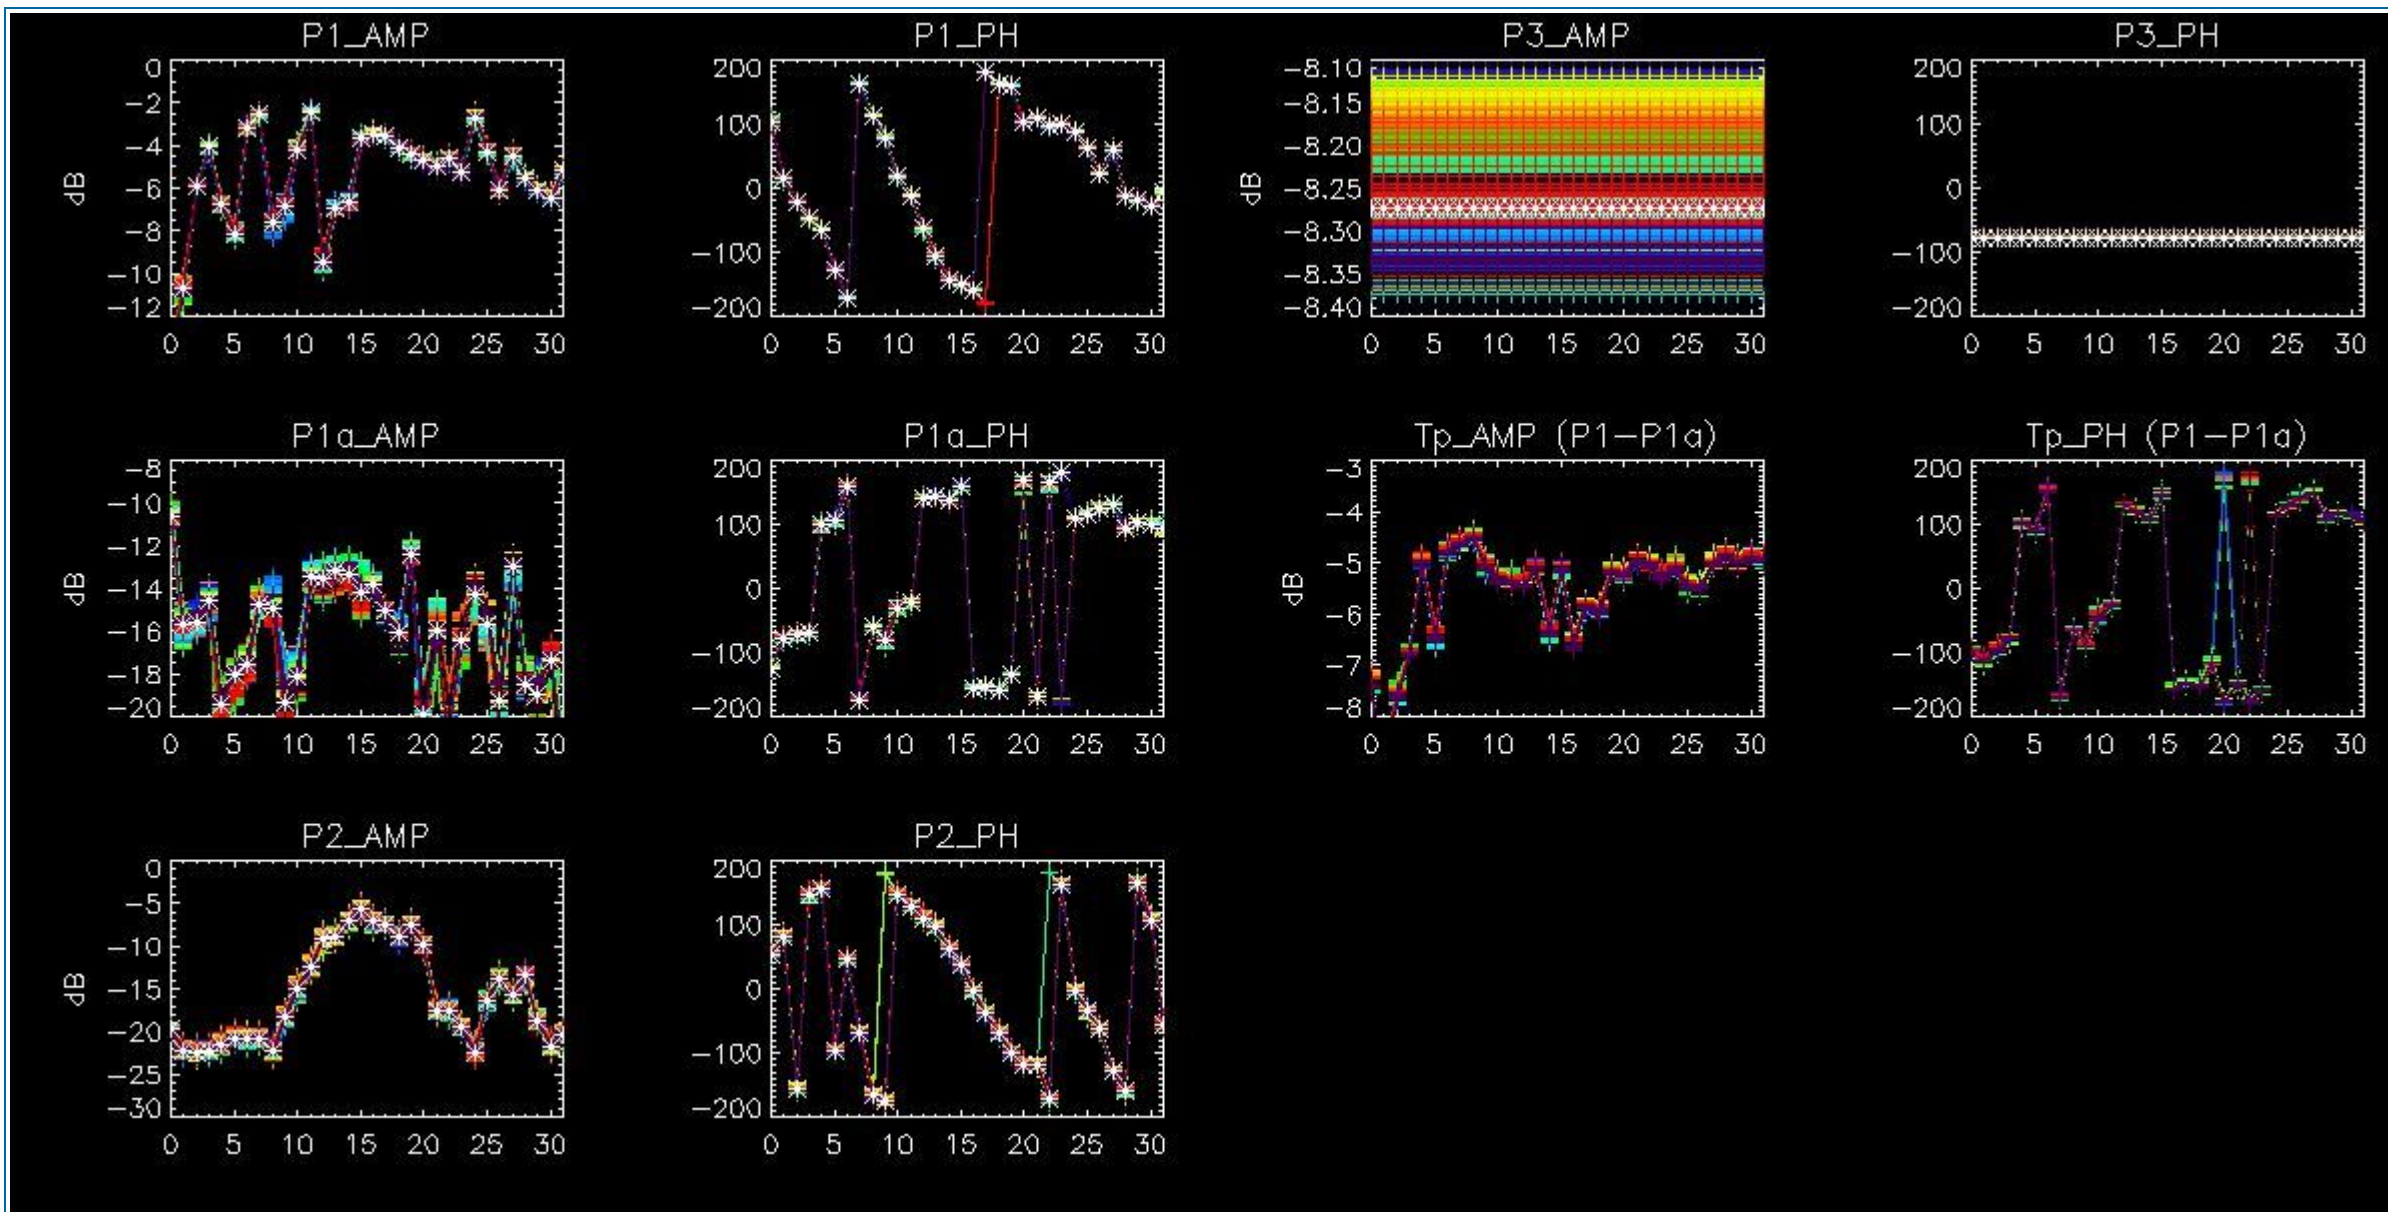 P1_AMP
0
−2
−4
−6
−8
−10
−12
dB
0 5 10 15 20 25 30
P1_PH
200
100
0
−100
−200
0 5 10 15 20 25 30
P3_AMP
−8.10
−8.15
−8.20
−8.25
−8.30
−8.35
−8.40
dB
0 5 10 15 20 25 30
P3_PH
200
100
0
−100
−200
0 5 10 15 20 25 30
P1a_AMP
−8
−10
−12
−14
−16
−18
−20
dB
0 5 10 15 20 25 30
P1a_PH
200
100
0
−100
−200
0 5 10 15 20 25 30
Tp_AMP (P1−P1a)
−3
−4
−5
−6
−7
−8
dB
0 5 10 15 20 25 30
Tp_PH (P1−P1a)
200
100
0
−100
−200
0 5 10 15 20 25 30
P2_AMP
0
−5
−10
−15
−20
−25
−30
dB
0 5 10 15 20 25 30
P2_PH
200
100
0
−100
−200
0 5 10 15 20 25 30